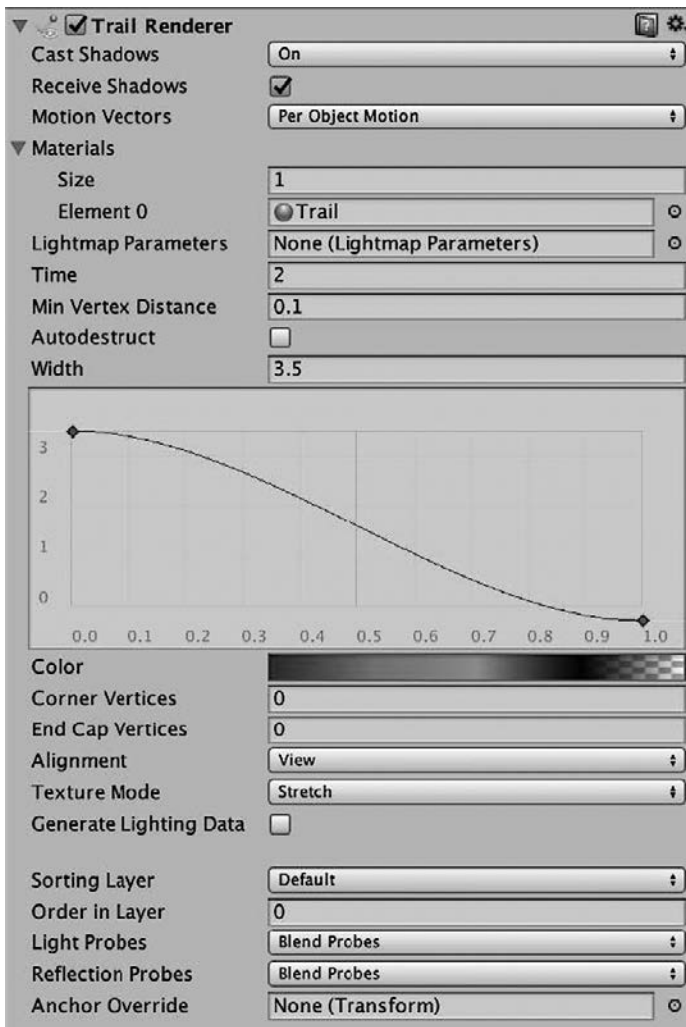 Trail Renderer
Cast Shadows On
Receive Shadows
Motion Vectors Per Object Motion
Materials
Size 1
Element 0 Trail
Lightmap Parameters None (Lightmap Parameters)
Time 2
Min Vertex Distance 0.1
Autodestruct
Width 3.5
3
2
1
0
0.0 0.1 0.2 0.3 0.4 0.5 0.6 0.7 0.8 0.9 1.0
Color
Corner Vertices 0
End Cap Vertices 0
Alignment View
Texture Mode Stretch
Generate Lighting Data
Sorting Layer Default
Order in Layer 0
Light Probes Blend Probes
Reflection Probes Blend Probes
Anchor Override None (Transform)